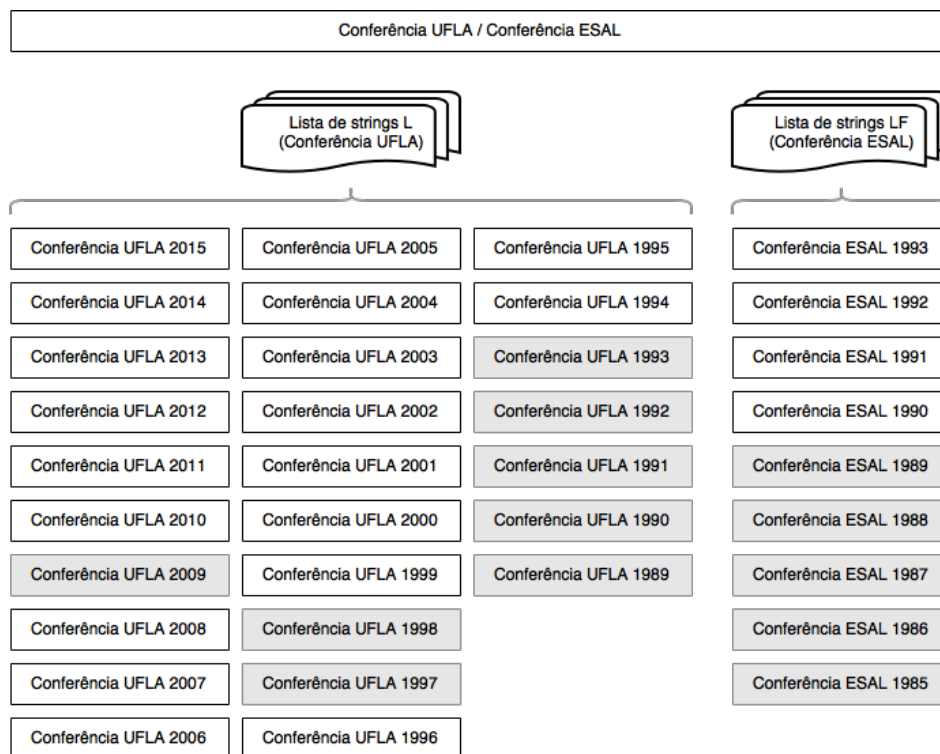 Conferência UFLA / Conferência ESAL
Lista de strings L
(Conferência UFLA)
Lista de strings LF
(Conferência ESAL)
Conferência UFLA 2015
Conferência UFLA 2014
Conferência UFLA 2013
Conferência UFLA 2012
Conferência UFLA 2011
Conferência UFLA 2010
Conferência UFLA 2009
Conferência UFLA 2008
Conferência UFLA 2007
Conferência UFLA 2006
Conferência UFLA 2005
Conferência UFLA 2004
Conferência UFLA 2003
Conferência UFLA 2002
Conferência UFLA 2001
Conferência UFLA 2000
Conferência UFLA 1999
Conferência UFLA 1998
Conferência UFLA 1997
Conferência UFLA 1996
Conferência UFLA 1995
Conferência UFLA 1994
Conferência UFLA 1993
Conferência UFLA 1992
Conferência UFLA 1991
Conferência UFLA 1990
Conferência UFLA 1989
Conferência ESAL 1993
Conferência ESAL 1992
Conferência ESAL 1991
Conferência ESAL 1990
Conferência ESAL 1989
Conferência ESAL 1988
Conferência ESAL 1987
Conferência ESAL 1986
Conferência ESAL 1985